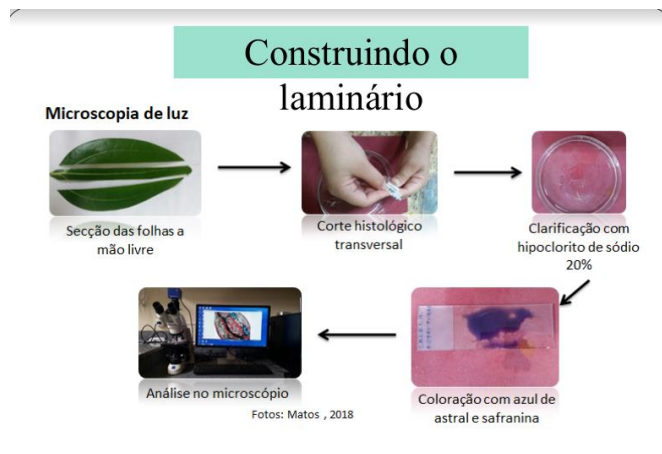 Construindo o
laminário
Microscopia de luz
Secção das folhas a
mão livre
Corte histológico
transversal
Clarificação com
hipoclorito de sódio
20%
Análise no microscópio
Coloração com azul de
astral e safranina
Fotos: Matos , 2018